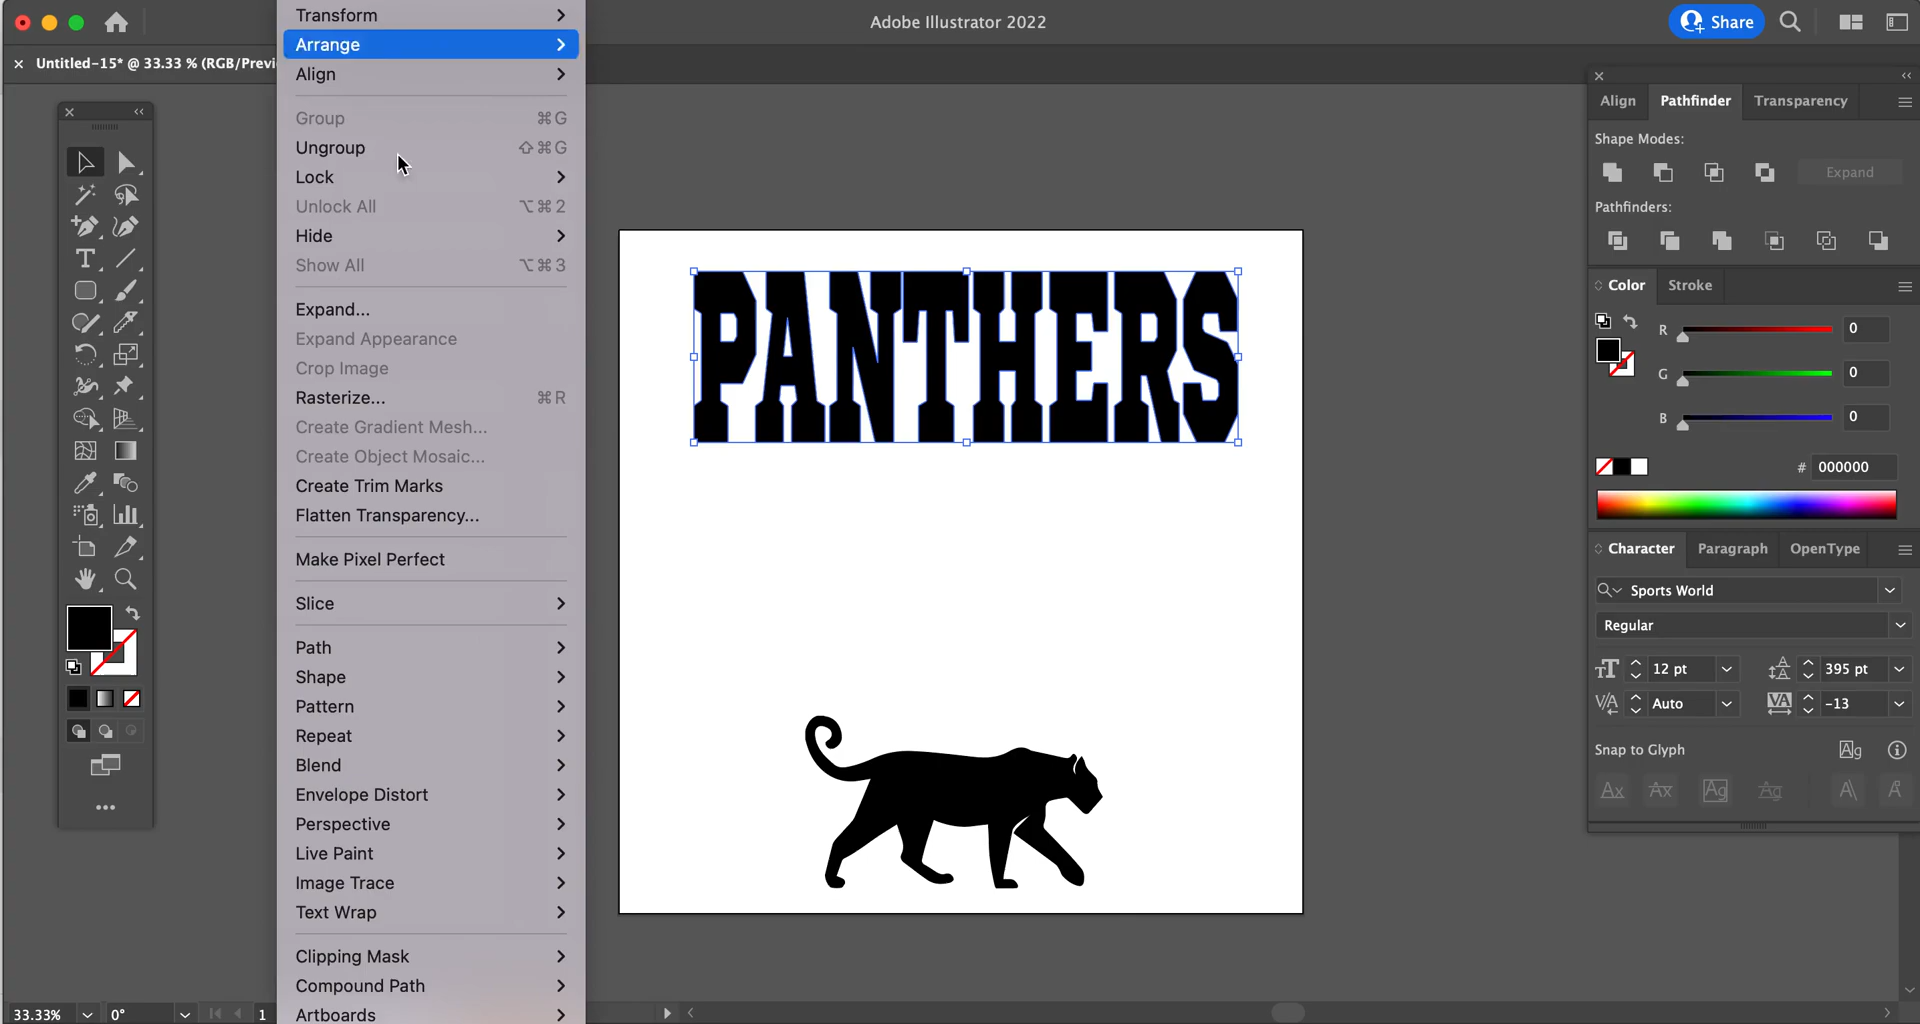 Adobe Illustrator 2022
Share
× Untitled-15* @ 33.33 % (RGB/Previ
Transform
Arrange
Align
Group ⌘G
Ungroup ⇧⌘G
Lock
Unlock All ⌥⌘2
Hide
Show All ⌥⌘3
Expand...
Expand Appearance
Crop Image
Rasterize... ⌘R
Create Gradient Mesh...
Create Object Mosaic...
Create Trim Marks
Flatten Transparency...
Make Pixel Perfect
Slice
Path
Shape
Pattern
Repeat
Blend
Envelope Distort
Perspective
Live Paint
Image Trace
Text Wrap
Clipping Mask
Compound Path
Artboards
PANTHERS
Align Pathfinder Transparency
Shape Modes:
Expand
Pathfinders:
Color Stroke
R 0
G 0
B 0
# 000000
Character Paragraph OpenType
Sports World
Regular
12 pt 395 pt
Auto -13
Snap to Glyph
33.33% 0° 1